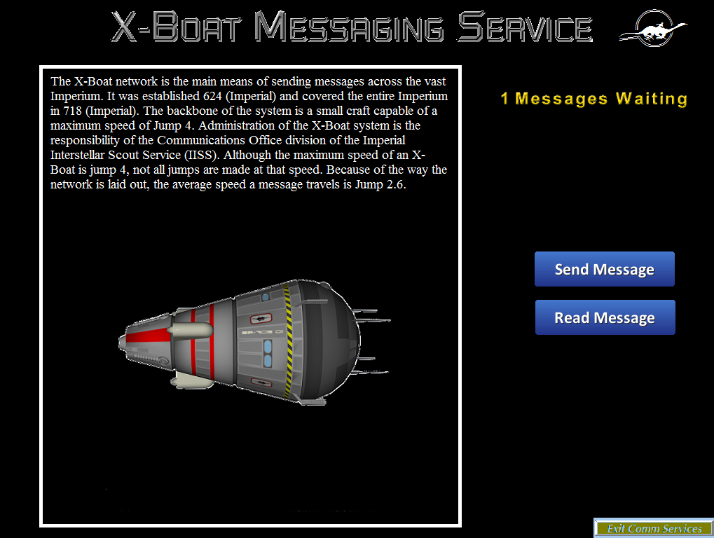 X-Boat Messaging Service
The X-Boat network is the main means of sending messages across the vast
Imperium. It was established 624 (Imperial) and covered the entire Imperium
in 718 (Imperial). The backbone of the system is a small craft capable of a
maximum speed of Jump 4. Administration of the X-Boat system is the
responsibility of the Communications Office division of the Imperial
Interstellar Scout Service (IISS). Although the maximum speed of an X-
Boat is jump 4, not all jumps are made at that speed. Because of the way the
network is laid out, the average speed a message travels is Jump 2.6.
1 Messages Waiting
Send Message
Read Message
Exit Comm Services